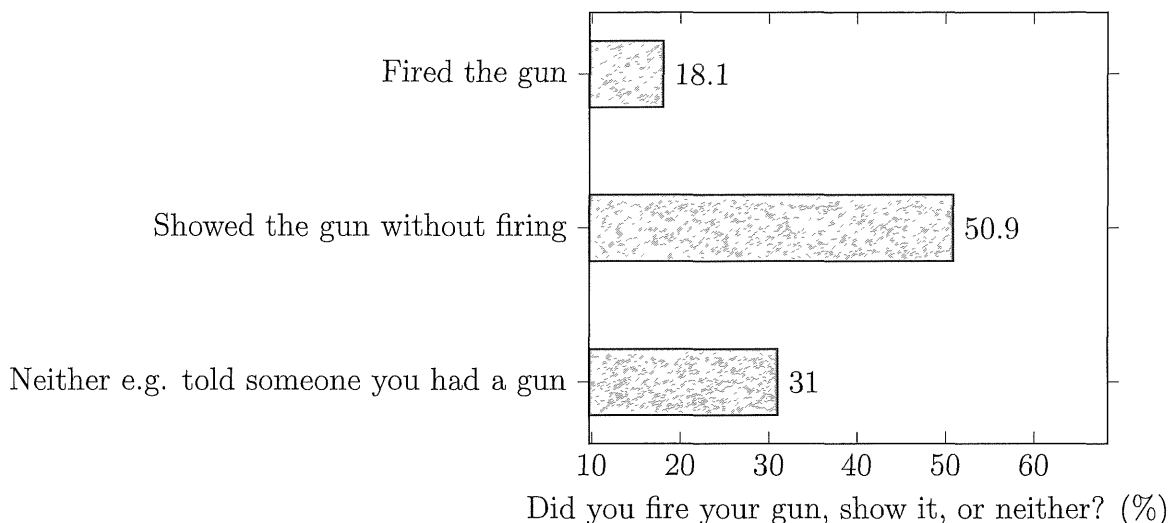 Fired the gun
18.1
Showed the gun without firing
50.9
Neither e.g. told someone you had a gun
31
10 20 30 40 50 60
Did you fire your gun, show it, or neither? (%)